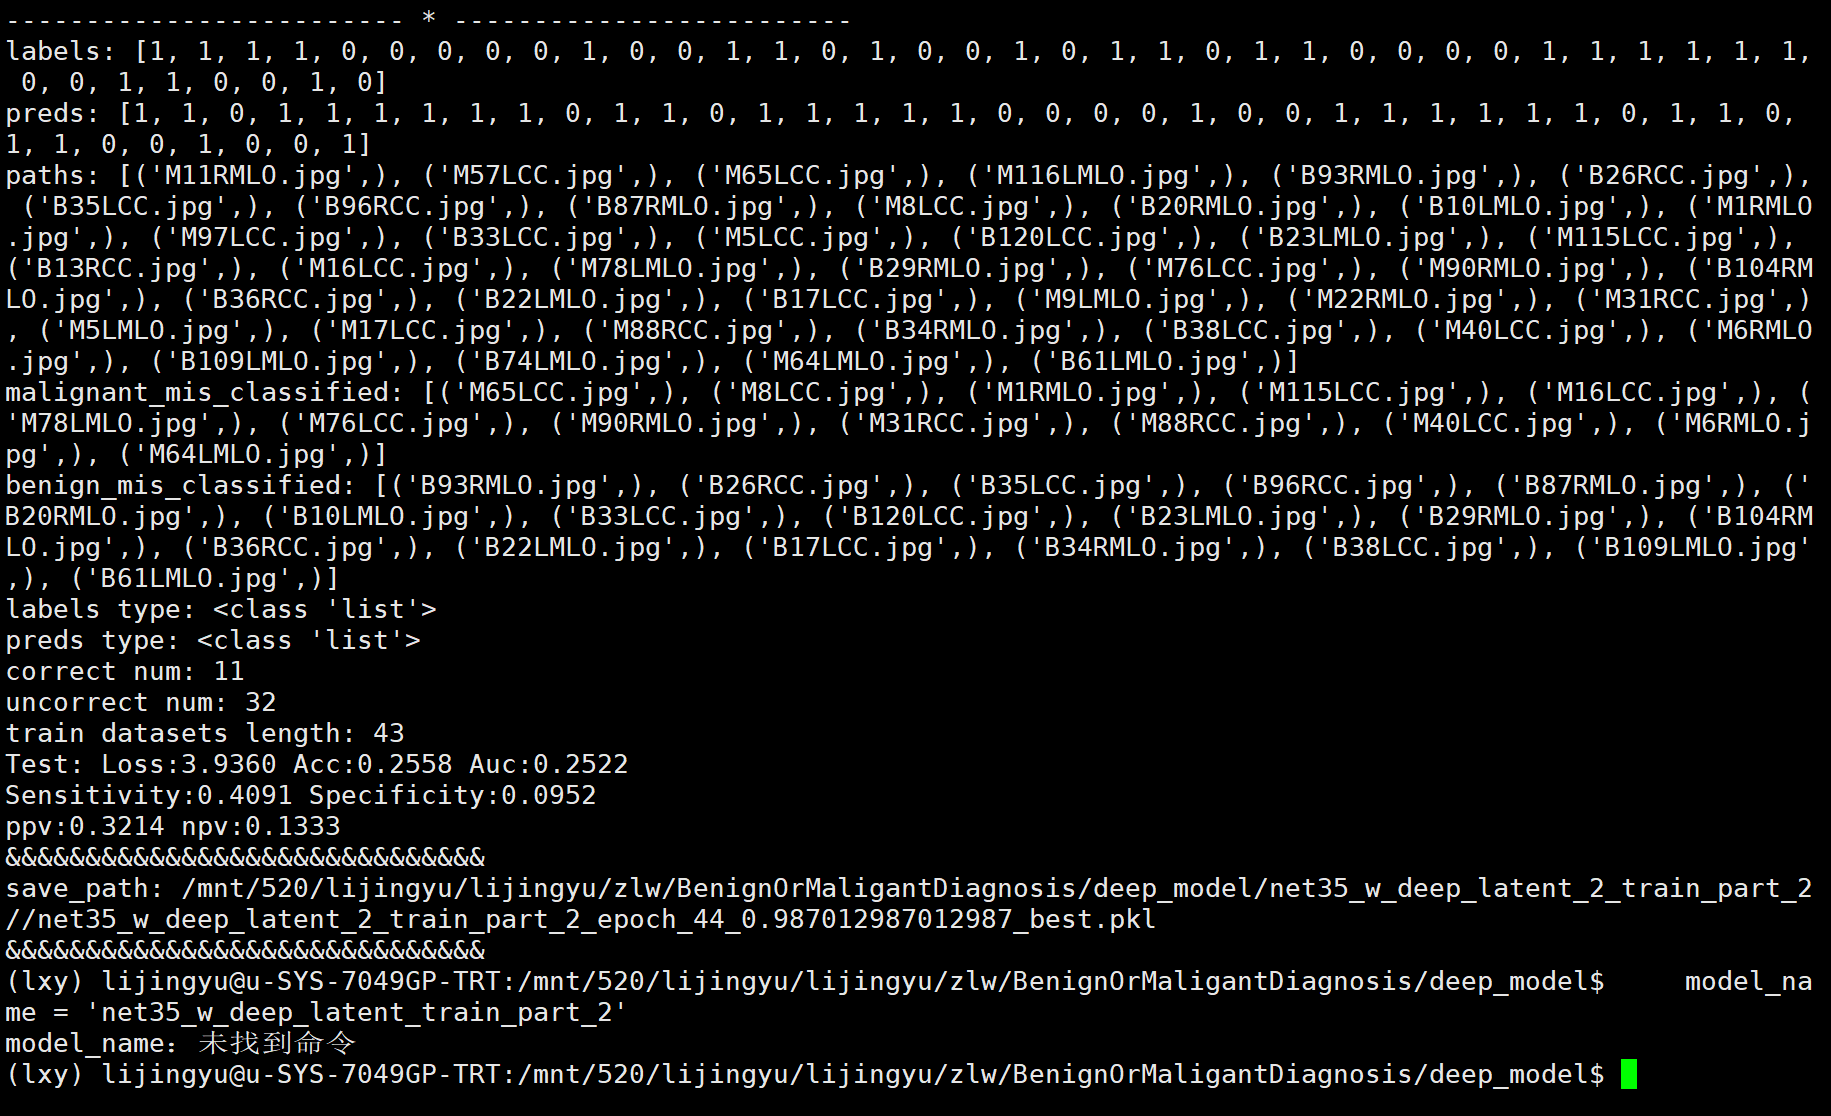 ------------------------- * -------------------------
labels: [1, 1, 1, 1, 0, 0, 0, 0, 0, 1, 0, 0, 1, 1, 0, 1, 0, 0, 1, 0, 1, 1, 0, 1, 1, 0, 0, 0, 0, 1, 1, 1, 1, 1, 1,
 0, 0, 1, 1, 0, 0, 1, 0]
preds: [1, 1, 0, 1, 1, 1, 1, 1, 1, 0, 1, 1, 0, 1, 1, 1, 1, 1, 0, 0, 0, 0, 1, 0, 0, 1, 1, 1, 1, 1, 1, 0, 1, 1, 0,
1, 1, 0, 0, 1, 0, 0, 1]
paths: [('M11RMLO.jpg',), ('M57LCC.jpg',), ('M65LCC.jpg',), ('M116LMLO.jpg',), ('B93RMLO.jpg',), ('B26RCC.jpg',),
 ('B35LCC.jpg',), ('B96RCC.jpg',), ('B87RMLO.jpg',), ('M8LCC.jpg',), ('B20RMLO.jpg',), ('B10LMLO.jpg',), ('M1RMLO
.jpg',), ('M97LCC.jpg',), ('B33LCC.jpg',), ('M5LCC.jpg',), ('B120LCC.jpg',), ('B23LMLO.jpg',), ('M115LCC.jpg',),
('B13RCC.jpg',), ('M16LCC.jpg',), ('M78LMLO.jpg',), ('B29RMLO.jpg',), ('M76LCC.jpg',), ('M90RMLO.jpg',), ('B104RM
LO.jpg',), ('B36RCC.jpg',), ('B22LMLO.jpg',), ('B17LCC.jpg',), ('M9LMLO.jpg',), ('M22RMLO.jpg',), ('M31RCC.jpg',)
, ('M5LMLO.jpg',), ('M17LCC.jpg',), ('M88RCC.jpg',), ('B34RMLO.jpg',), ('B38LCC.jpg',), ('M40LCC.jpg',), ('M6RMLO
.jpg',), ('B109LMLO.jpg',), ('B74LMLO.jpg',), ('M64LMLO.jpg',), ('B61LMLO.jpg',)]
malignant_mis_classified: [('M65LCC.jpg',), ('M8LCC.jpg',), ('M1RMLO.jpg',), ('M115LCC.jpg',), ('M16LCC.jpg',), (
'M78LMLO.jpg',), ('M76LCC.jpg',), ('M90RMLO.jpg',), ('M31RCC.jpg',), ('M88RCC.jpg',), ('M40LCC.jpg',), ('M6RMLO.j
pg',), ('M64LMLO.jpg',)]
benign_mis_classified: [('B93RMLO.jpg',), ('B26RCC.jpg',), ('B35LCC.jpg',), ('B96RCC.jpg',), ('B87RMLO.jpg',), ('
B20RMLO.jpg',), ('B10LMLO.jpg',), ('B33LCC.jpg',), ('B120LCC.jpg',), ('B23LMLO.jpg',), ('B29RMLO.jpg',), ('B104RM
LO.jpg',), ('B36RCC.jpg',), ('B22LMLO.jpg',), ('B17LCC.jpg',), ('B34RMLO.jpg',), ('B38LCC.jpg',), ('B109LMLO.jpg'
,), ('B61LMLO.jpg',)]
labels type: <class 'list'>
preds type: <class 'list'>
correct num: 11
uncorrect num: 32
train datasets length: 43
Test: Loss:3.9360 Acc:0.2558 Auc:0.2522
Sensitivity:0.4091 Specificity:0.0952
ppv:0.3214 npv:0.1333
&&&&&&&&&&&&&&&&&&&&&&&&&&&&&&
save_path: /mnt/520/lijingyu/lijingyu/zlw/BenignOrMaligantDiagnosis/deep_model/net35_w_deep_latent_2_train_part_2
//net35_w_deep_latent_2_train_part_2_epoch_44_0.987012987012987_best.pkl
&&&&&&&&&&&&&&&&&&&&&&&&&&&&&&
(lxy) lijingyu@u-SYS-7049GP-TRT:/mnt/520/lijingyu/lijingyu/zlw/BenignOrMaligantDiagnosis/deep_model$     model_na
me = 'net35_w_deep_latent_train_part_2'
model_name：未找到命令
(lxy) lijingyu@u-SYS-7049GP-TRT:/mnt/520/lijingyu/lijingyu/zlw/BenignOrMaligantDiagnosis/deep_model$